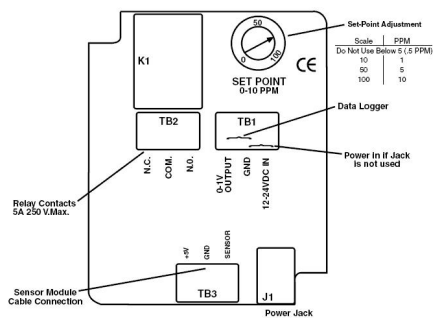 50
0
100
K1
SET POINT
0-10 PPM
CE
Set-Point Adjustment
Scale PPM
Do Not Use Below 5 (.5 PPM)
10 1
50 5
100 10
TB2
TB1
Data Logger
N.C.
COM.
N.0.
0-1V
OUTPUT
GND
12-24VDC IN
Power In If Jack
is not used
Relay Contacts
5A 250 V.Max.
+5V
GND
SENSOR
Sensor Module
Cable Connection
TB3
J1
Power Jack